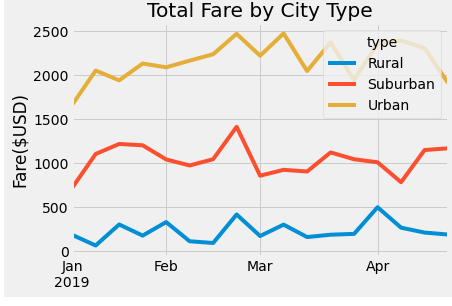 Total Fare by City Type
type
Rural
Suburban
Urban
Fare($USD)
2500
2000
1500
1000
500
0
Jan Feb Mar Apr
2019